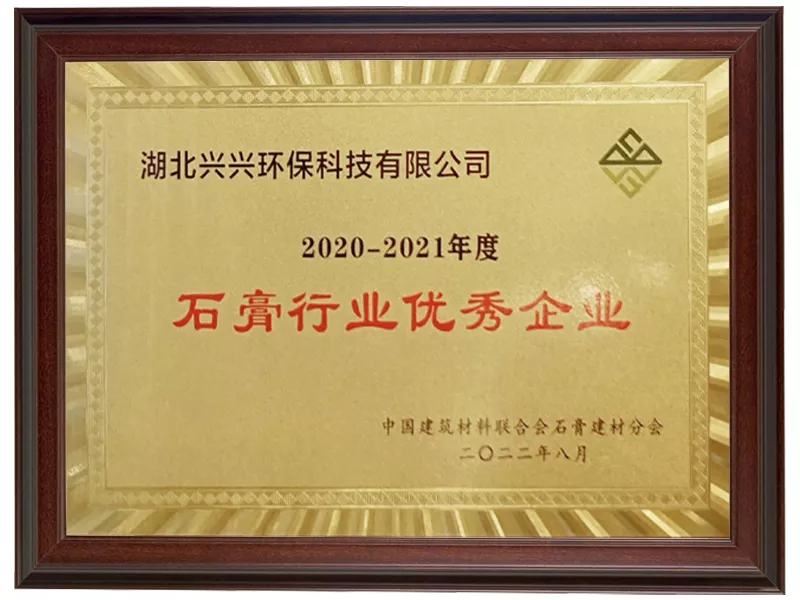 湖北兴兴环保科技有限公司
2020-2021年度
石膏行业优秀企业
中国建筑材料联合会石膏建材分会
二〇二二年八月